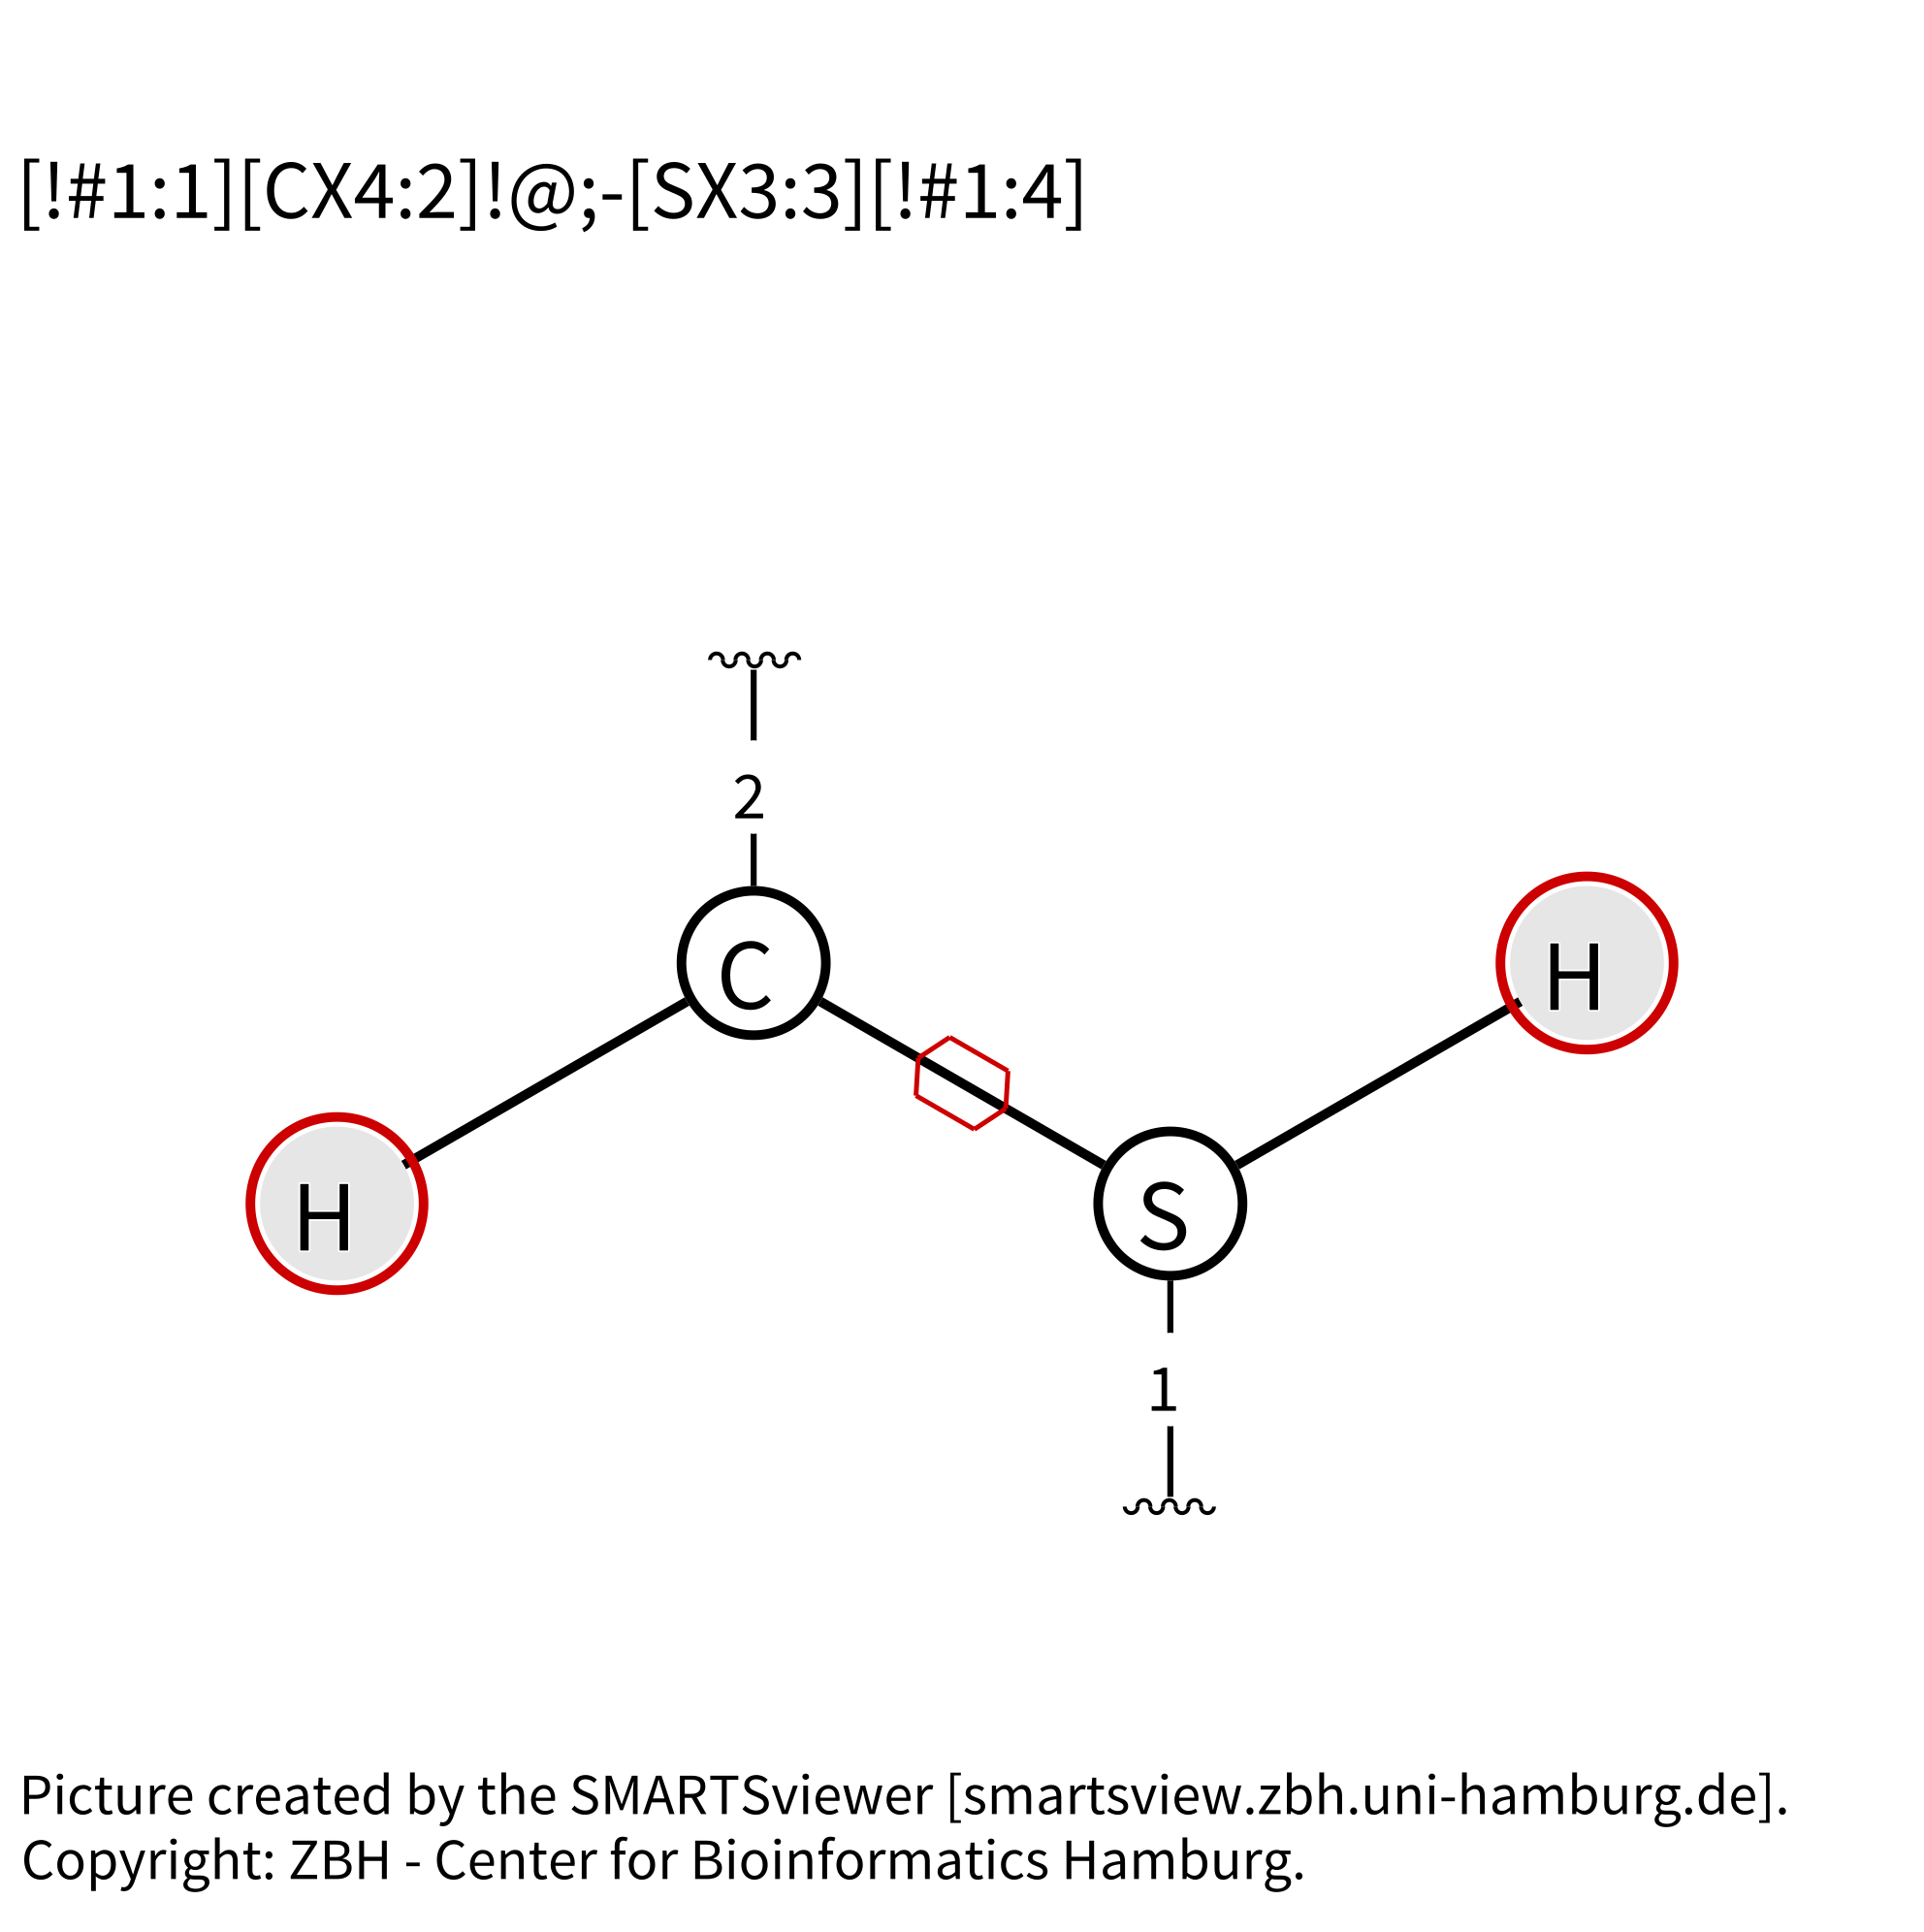 [!#1:1][CX4:2]!@;-[SX3:3][!#1:4]
2
C
H
H
S
1
Picture created by the SMARTSviewer [smartsview.zbh.uni-hamburg.de].
Copyright: ZBH - Center for Bioinformatics Hamburg.